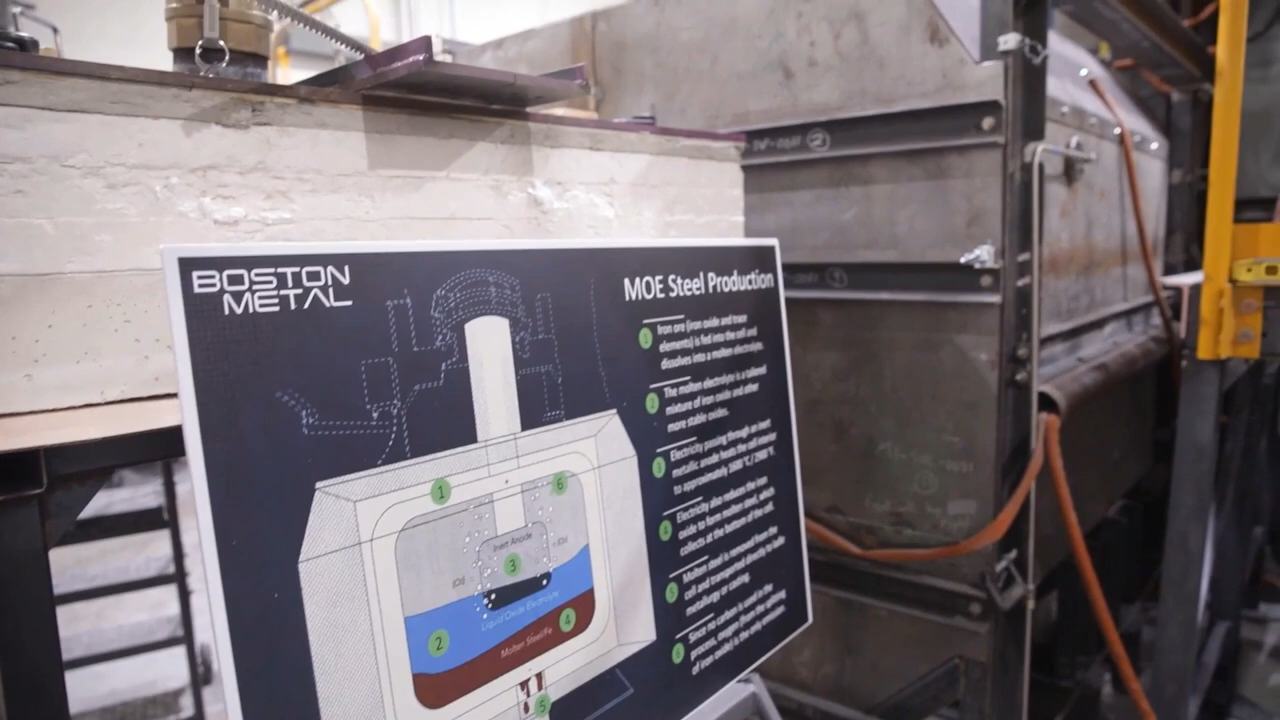 BOSTON
METAL
MOE Steel Production
1 Iron ore (iron oxide and trace
elements) is fed into the cell and
dissolves into a molten electrolyte.
2 The molten electrolyte is a tailored
mixture of iron oxide and other
more stable oxides.
3 Electricity passing through an inert
metallic anode heats the cell interior
to approximately 1600 °C / 2900 °F.
4 Electricity also reduces the iron
oxide to form molten steel, which
collects at the bottom of the cell.
5 Molten steel is removed from the
cell and transported directly to ladle
metallurgy or casting.
6 Since no carbon is used in the
process, oxygen (from the splitting
of iron oxide) is the only emission.
1
6
Inert Anode
3
2
Liquid Oxide Electrolyte
4
Molten Steel/Fe
5